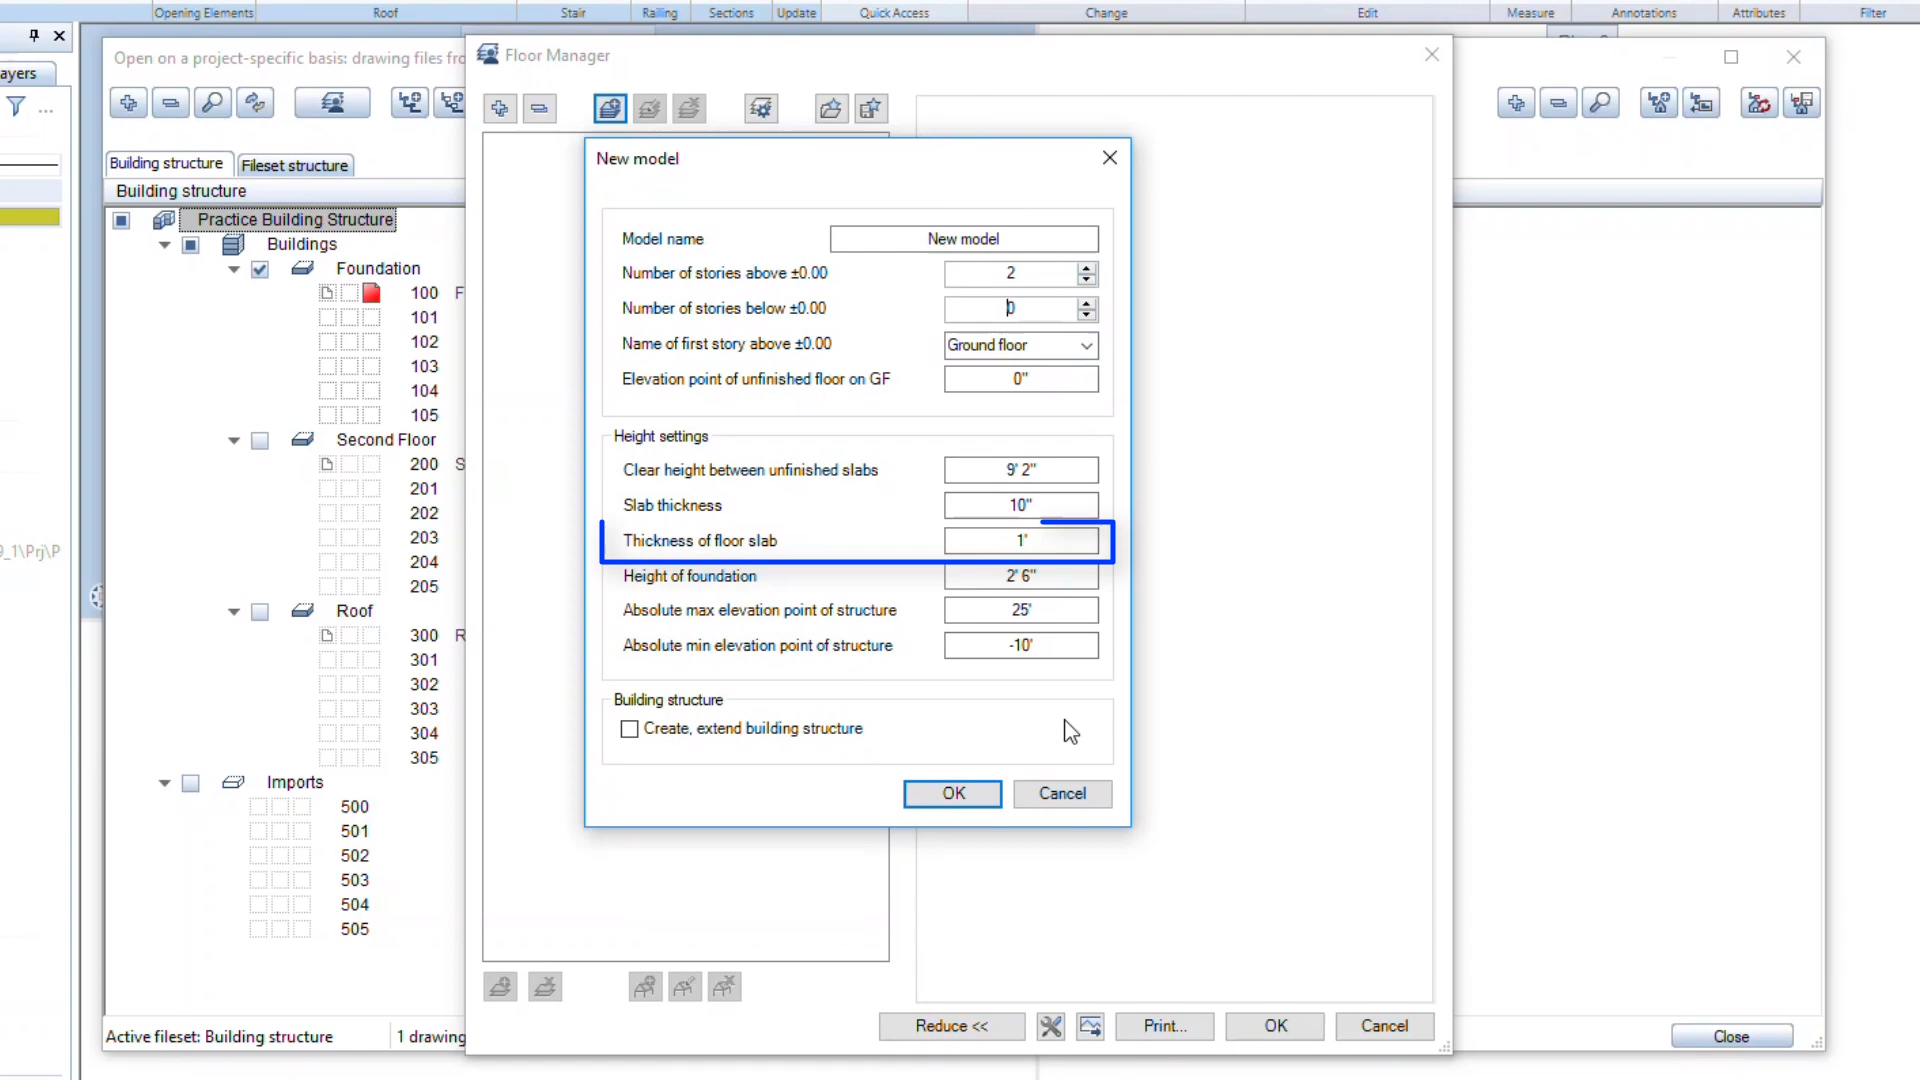 Opening Elements Roof Stair Railing Sections Update Quick Access Change Edit Measure Annotations Attributes Filter
ayers
...
9_1\Prj\P
Open on a project-specific basis: drawing files fro
Building structure Fileset structure
Building structure
Practice Building Structure
Buildings
Foundation
100 F
101
102
103
104
105
Second Floor
200 S
201
202
203
204
205
Roof
300 R
301
302
303
304
305
Imports
500
501
502
503
504
505
Active fileset: Building structure 1 drawing
Floor Manager
New model
Model name New model
Number of stories above ±0.00 2
Number of stories below ±0.00 0
Name of first story above ±0.00 Ground floor
Elevation point of unfinished floor on GF 0"
Height settings
Clear height between unfinished slabs 9' 2"
Slab thickness 10"
Thickness of floor slab 1'
Height of foundation 2' 6"
Absolute max elevation point of structure 25'
Absolute min elevation point of structure -10'
Building structure
Create, extend building structure
OK Cancel
Reduce << Print... OK Cancel
Close